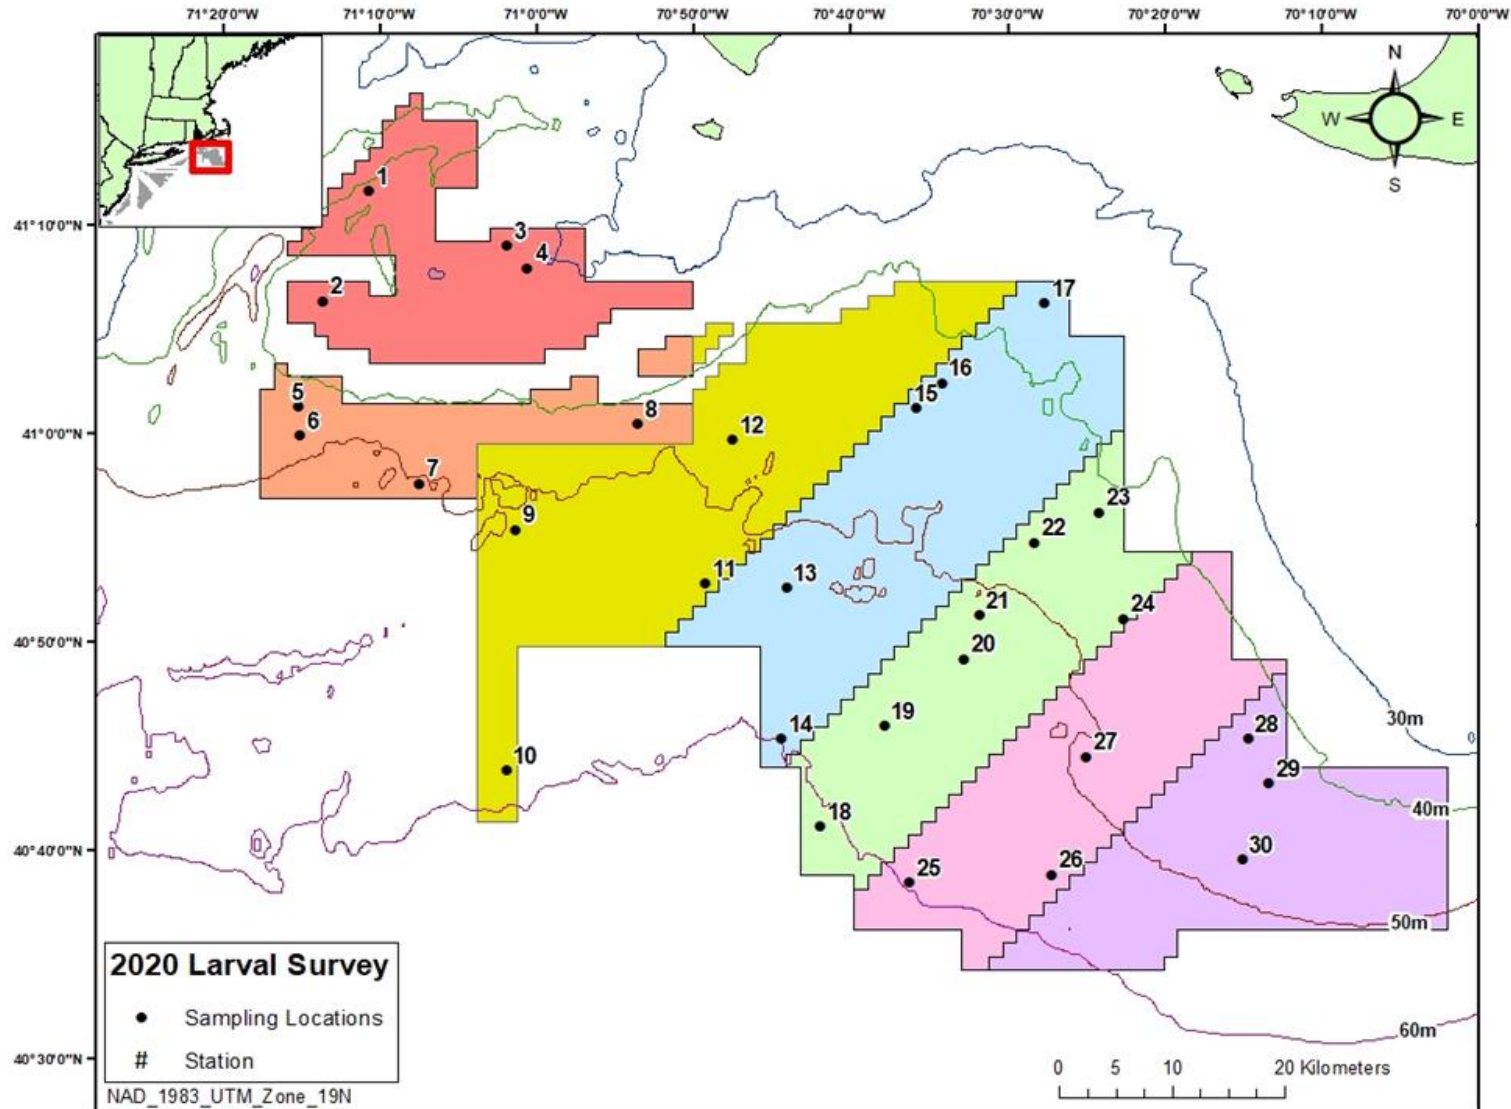 71°20'0"W 71°10'0"W 71°0'0"W 70°50'0"W 70°40'0"W 70°30'0"W 70°20'0"W 70°10'0"W 70°0'0"W
N
W E
S
1
41°10'0"N
3
4
2
17
16
5
15
8
6
12
41°0'0"N
7
23
9
22
11
13
21
24
40°50'0"N
20
19
14
28
30m
10
27
29
18
40m
30
40°40'0"N
25
26
50m
2020 Larval Survey
Sampling Locations
60m
# Station
40°30'0"N
0 5 10 20 Kilometers
NAD_1983_UTM_Zone_19N